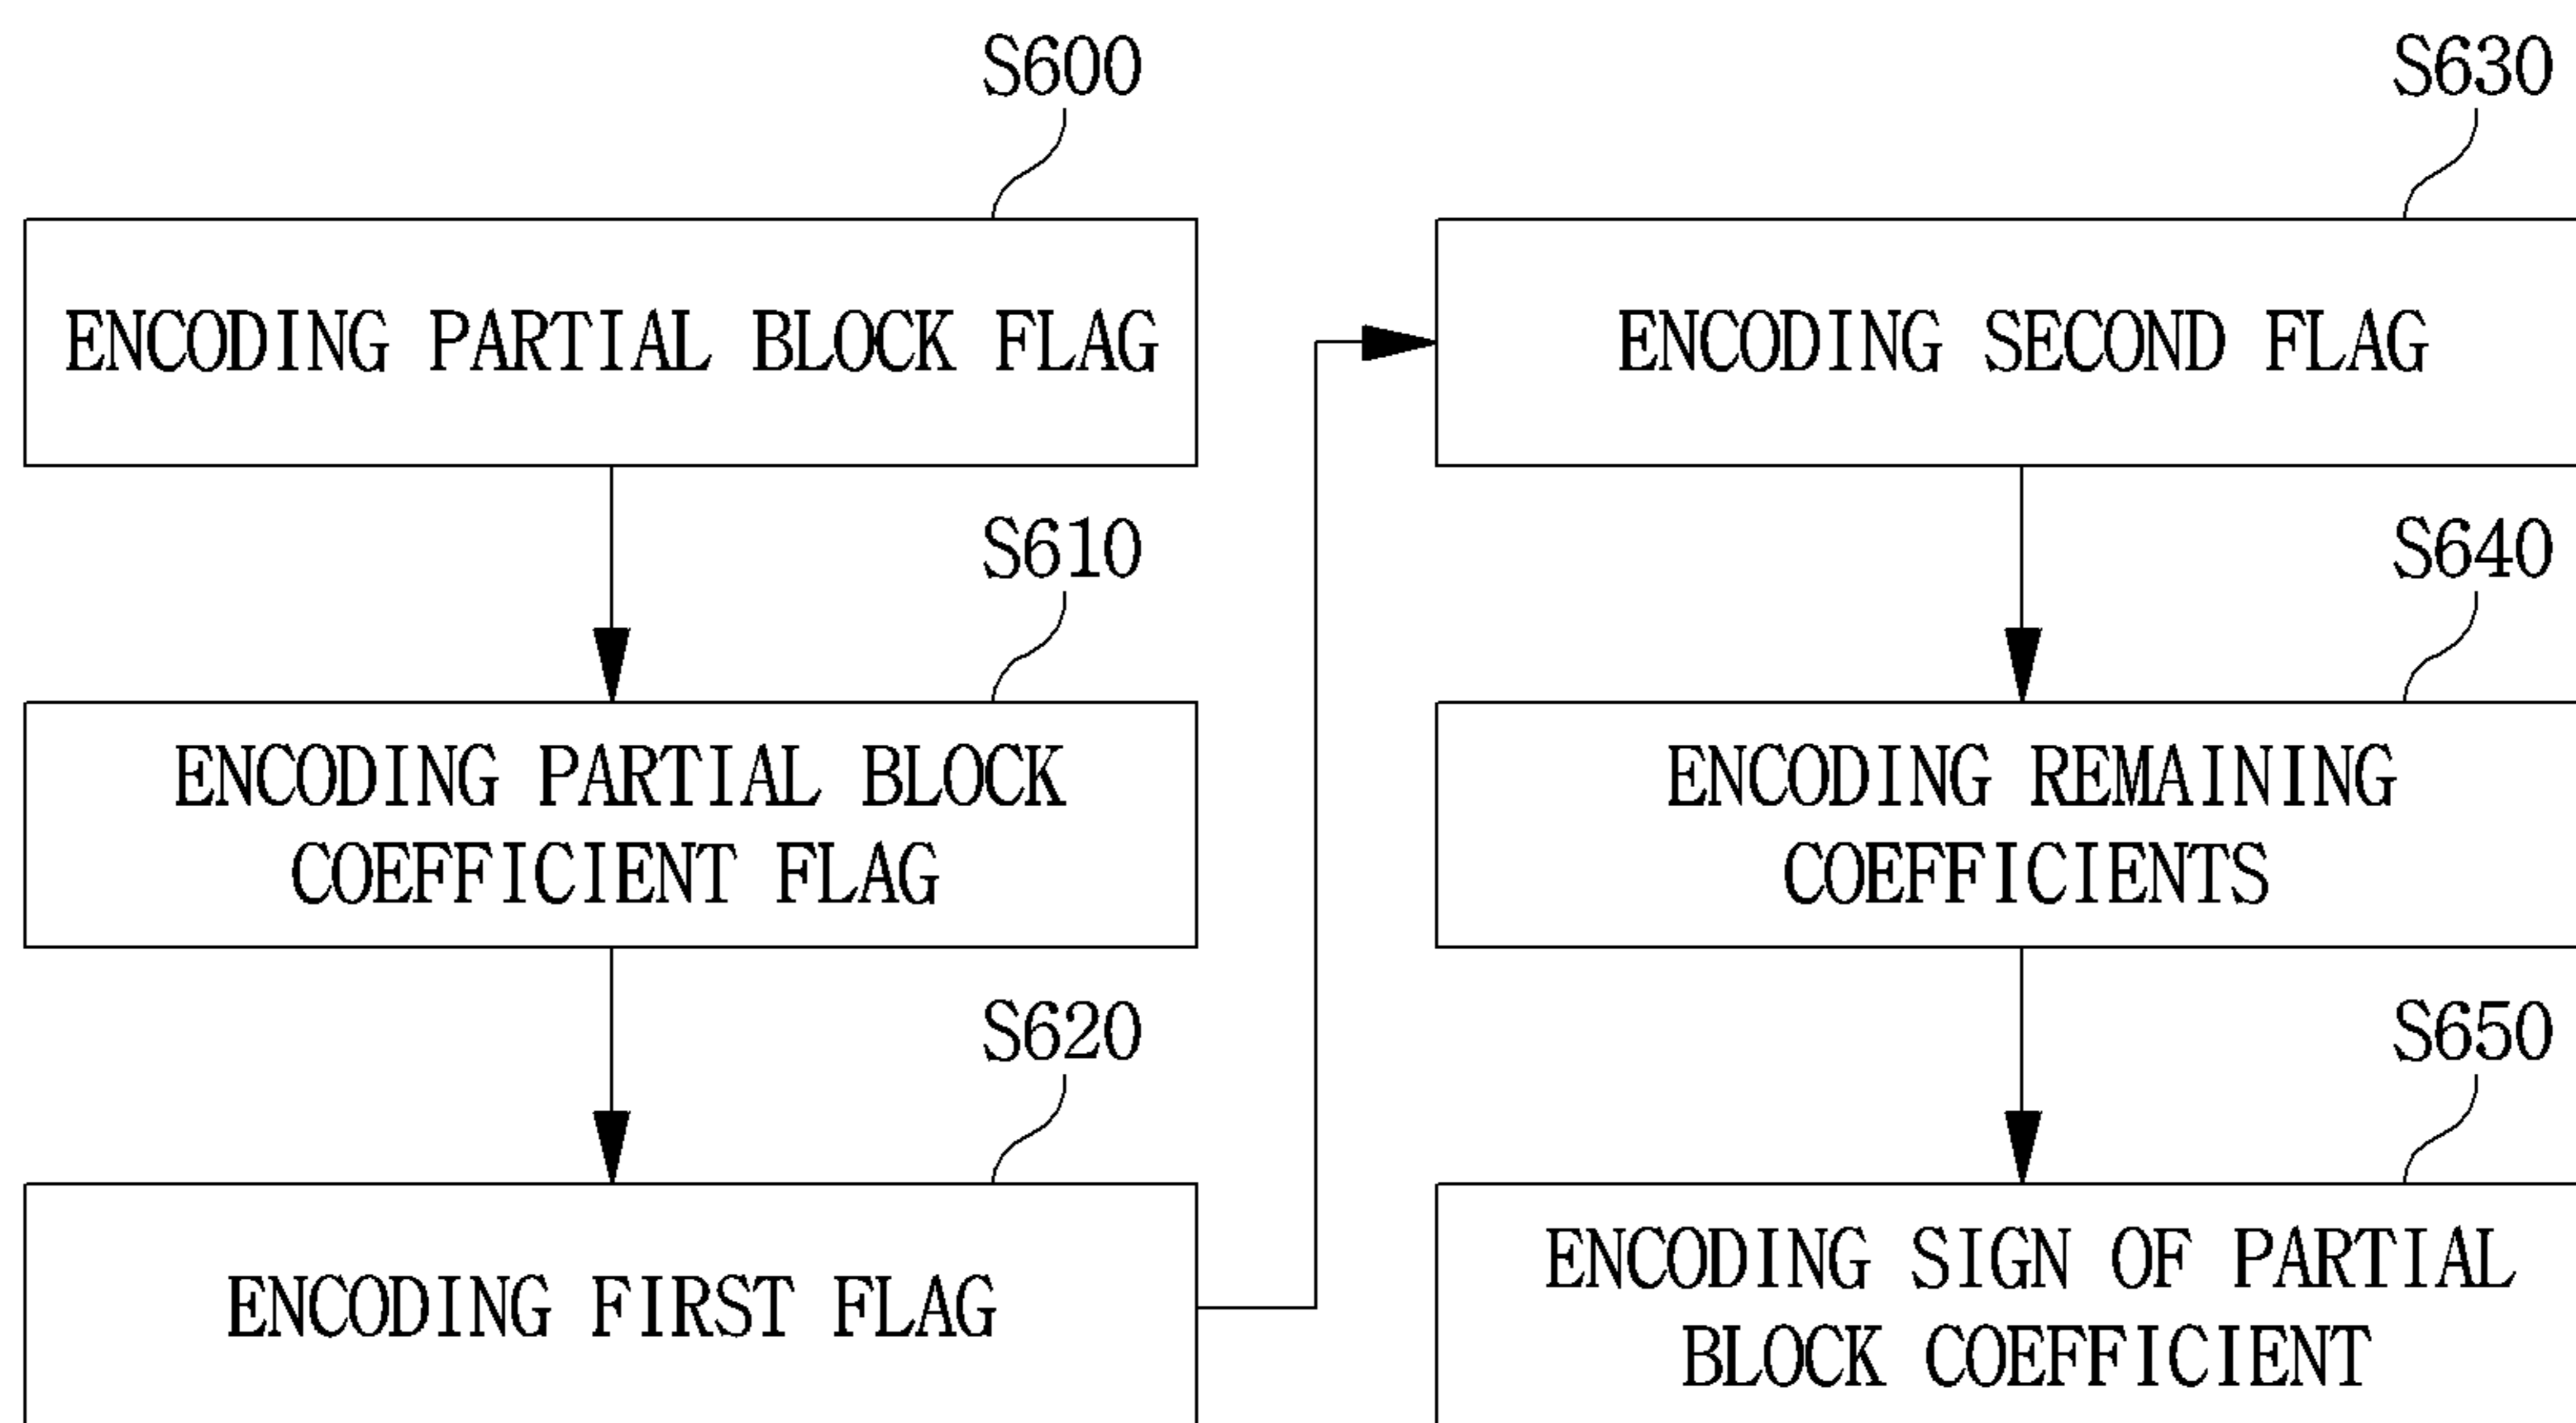 S600
ENCODING PARTIAL BLOCK FLAG
S610
ENCODING PARTIAL BLOCK
COEFFICIENT FLAG
S620
ENCODING FIRST FLAG
S630
ENCODING SECOND FLAG
S640
ENCODING REMAINING
COEFFICIENTS
S650
ENCODING SIGN OF PARTIAL
BLOCK COEFFICIENT